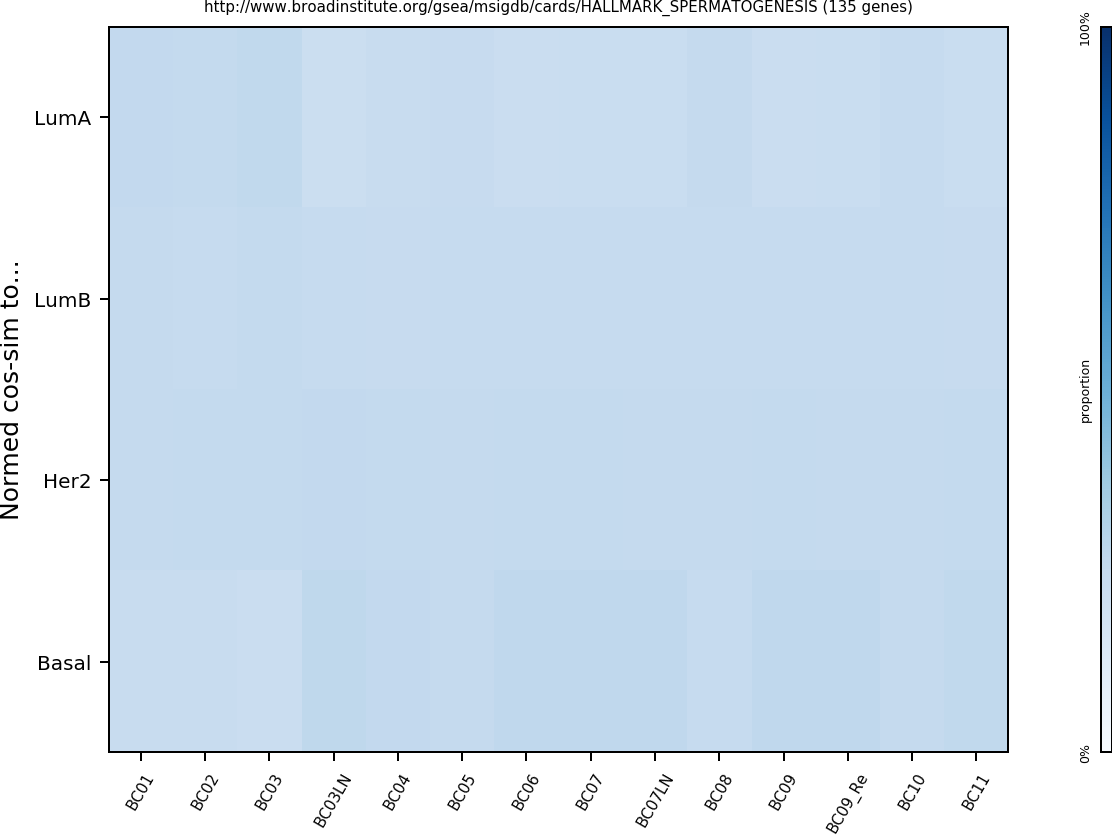 http://www.broadinstitute.org/gsea/msigdb/cards/HALLMARK_SPERMATOGENESIS (135 genes)
Normed cos-sim to...
LumA
LumB
Her2
Basal
BC01
BC02
BC03
BC03LN
BC04
BC05
BC06
BC07
BC07LN
BC08
BC09
BC09_Re
BC10
BC11
100%
proportion
0%